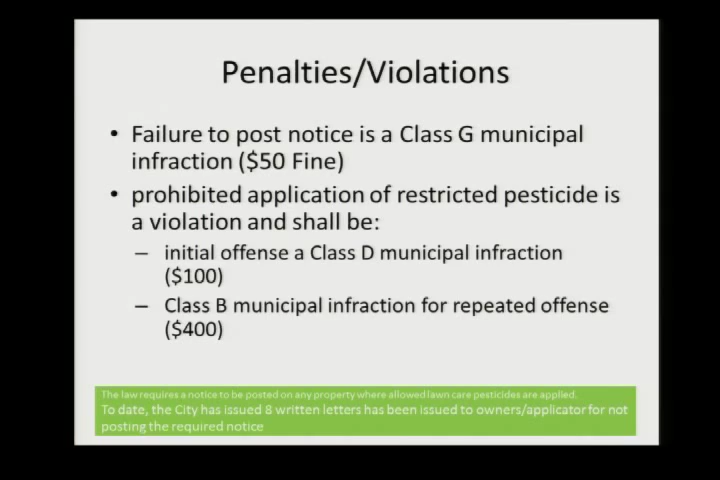 Penalties/Violations
• Failure to post notice is a Class G municipal
infraction ($50 Fine)
• prohibited application of restricted pesticide is
a violation and shall be:
– initial offense a Class D municipal infraction
($100)
– Class B municipal infraction for repeated offense
($400)
The law requires a notice to be posted on any property where allowed lawn care pesticides are applied.
To date, the City has issued 8 written letters has been issued to owners/applicator for not
posting the required notice